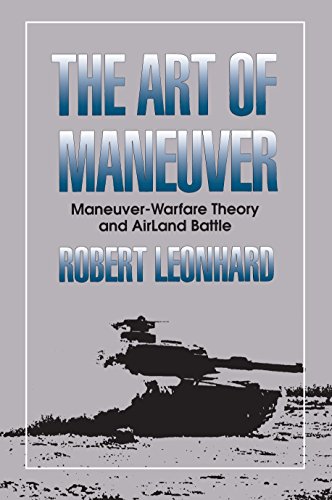 THE ART OF
MANEUVER
Maneuver-Warfare Theory
and AirLand Battle
ROBERT LEONHARD